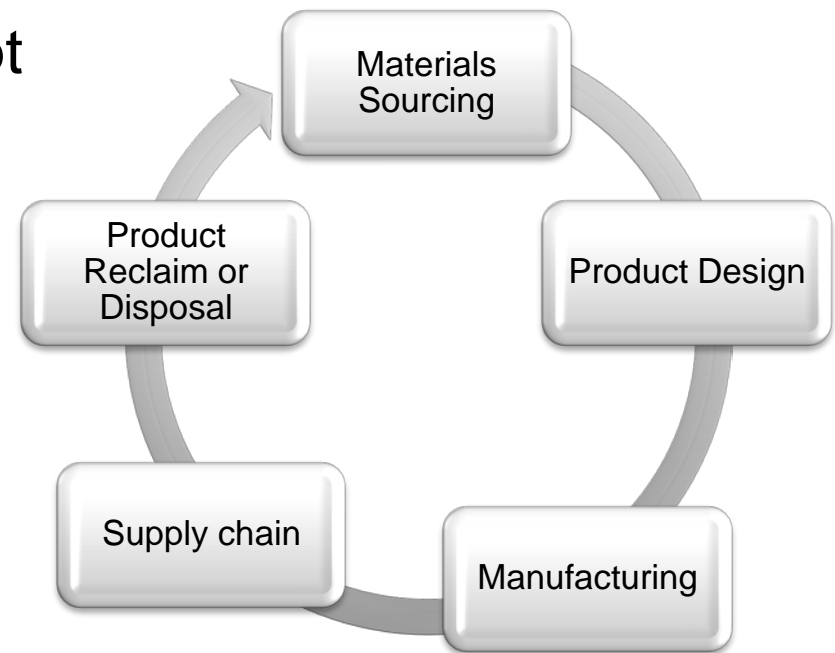 Materials
Sourcing
Product Design
Manufacturing
Supply chain
Product
Reclaim or
Disposal